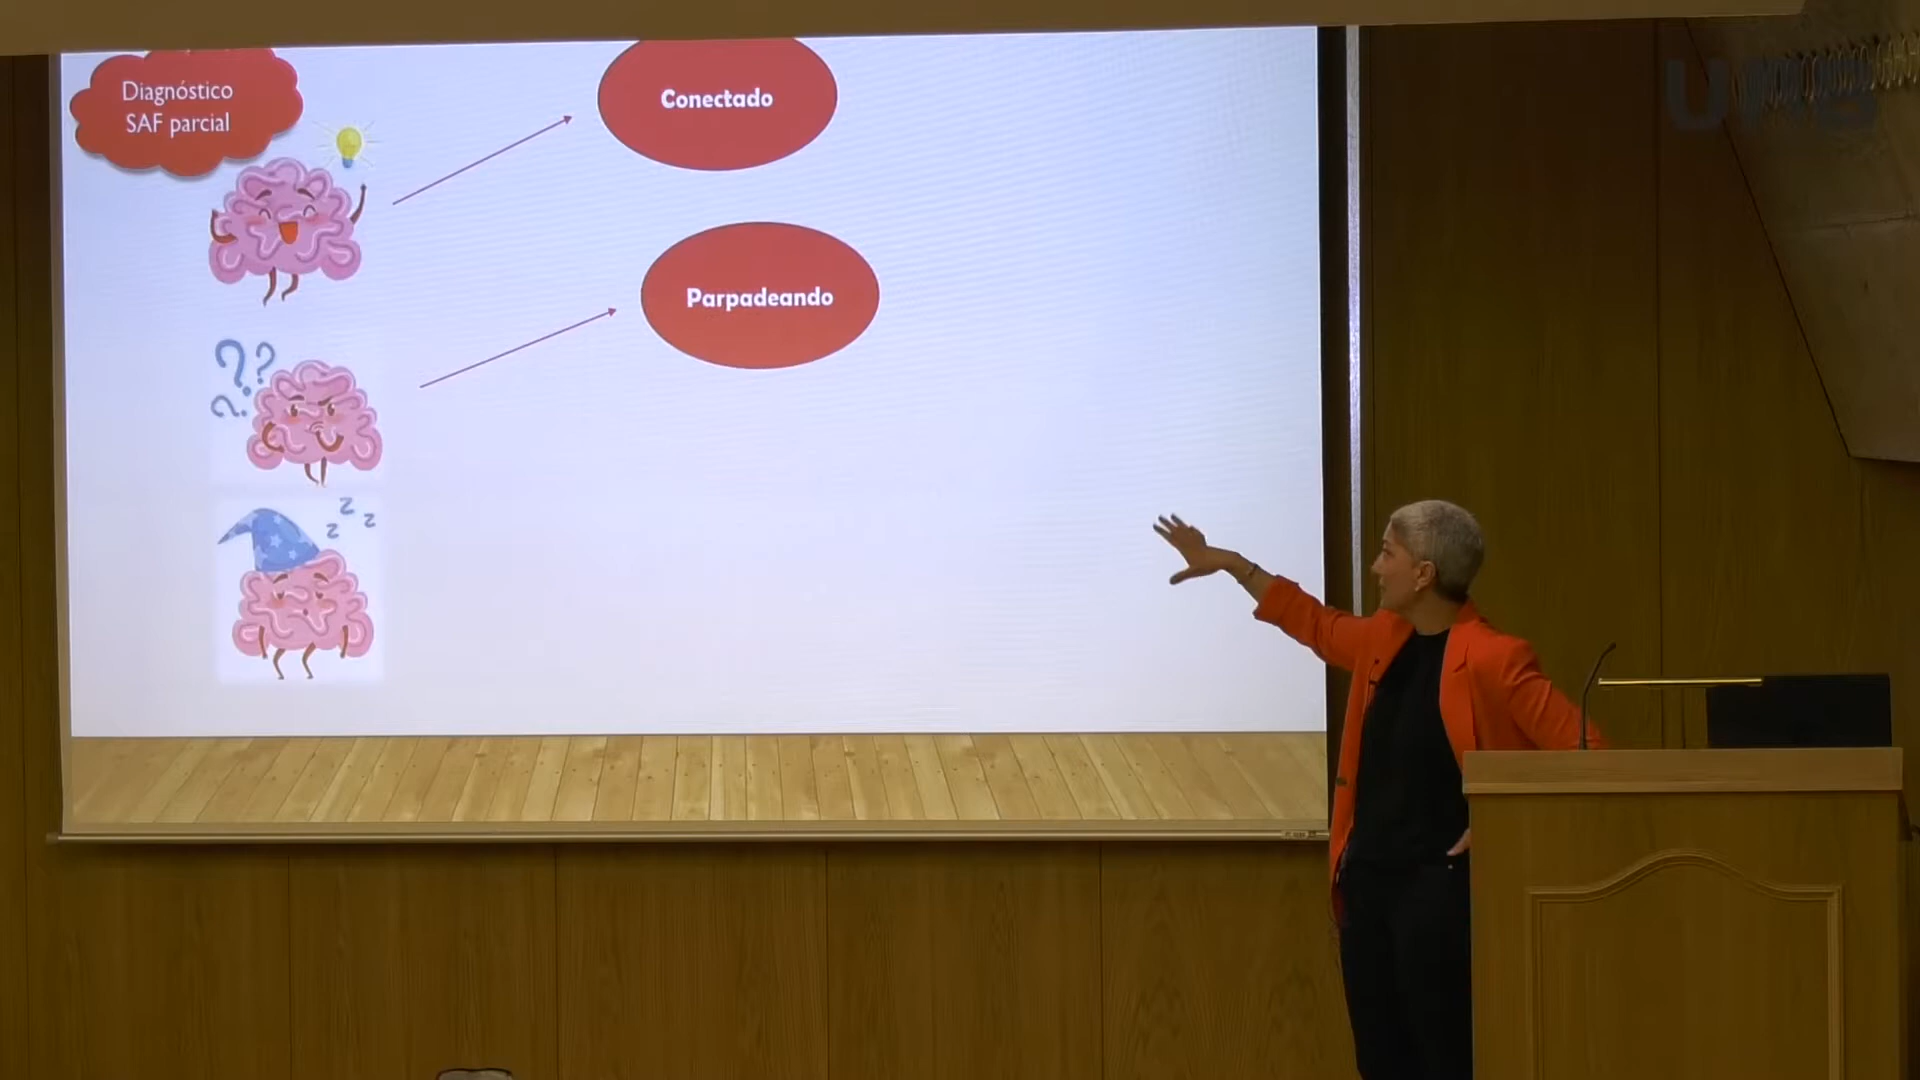 Diagnóstico
SAF parcial
Conectado
? ?
?
Parpadeando
z
z z